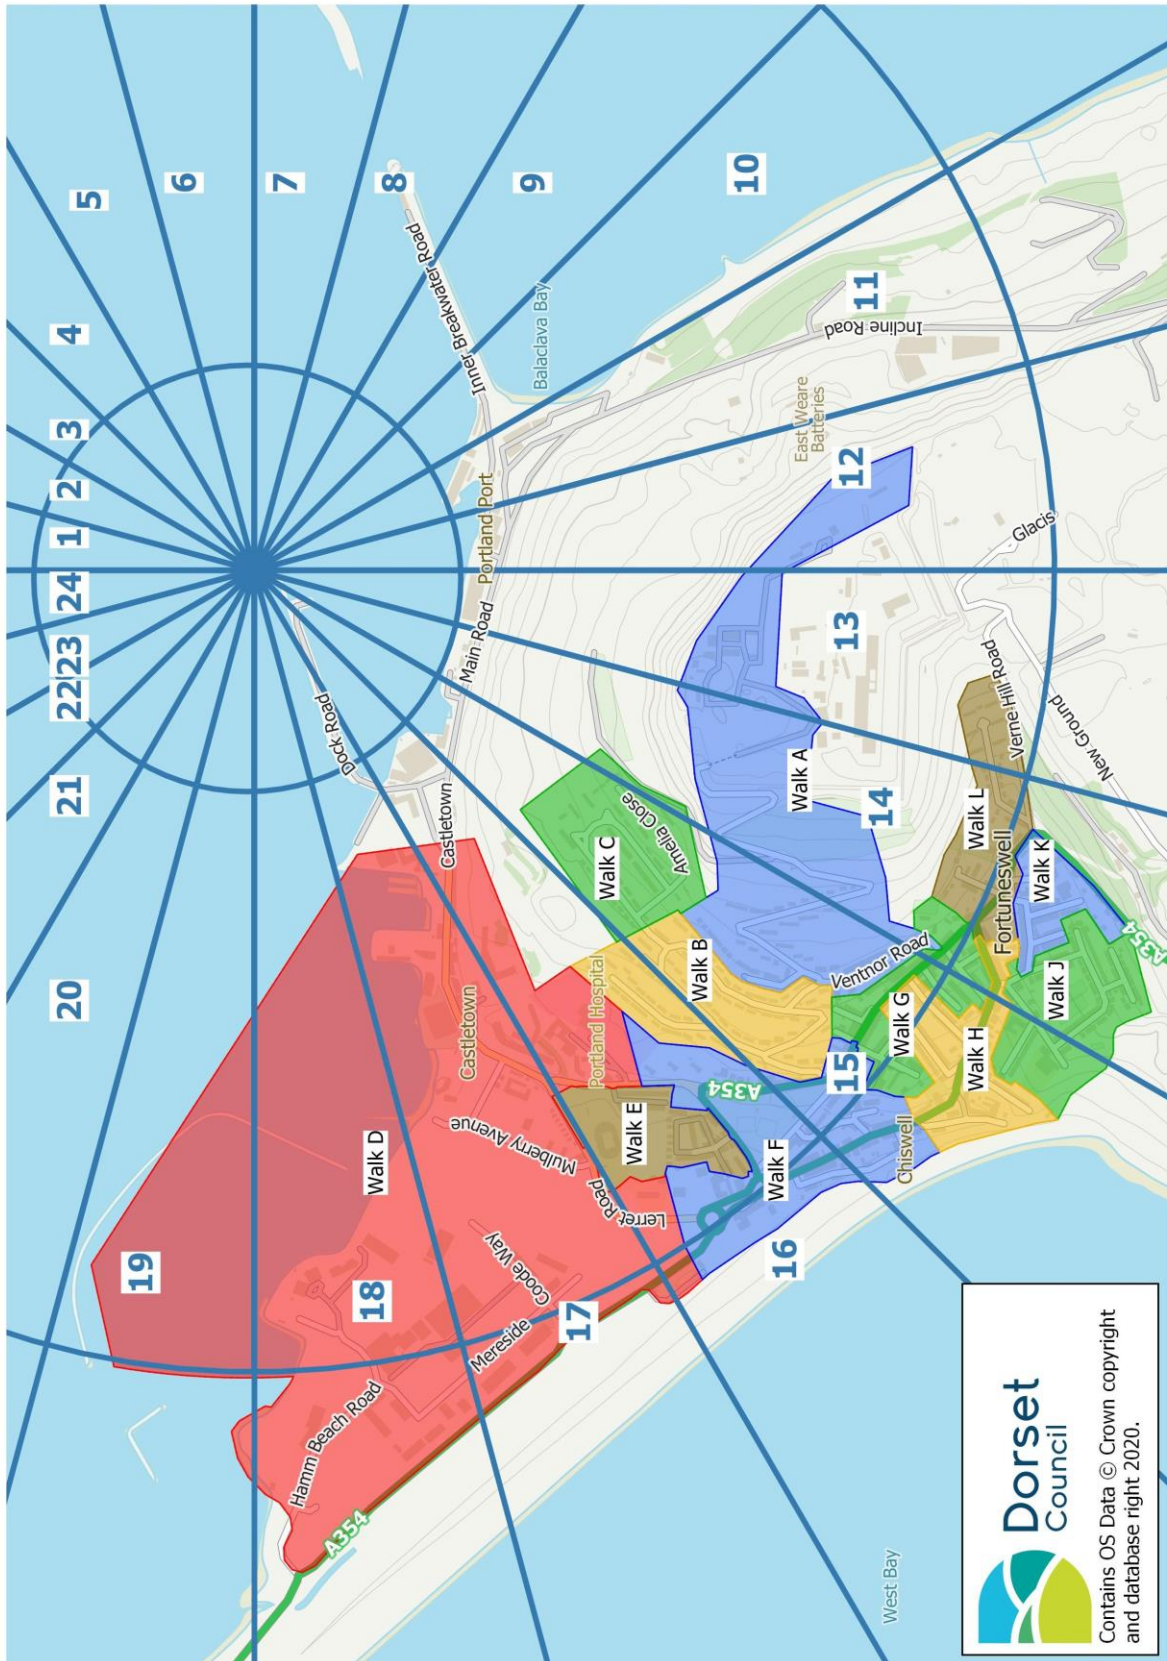 1
2
3
4
5
6
7
8
9
10
11
12
13
14
15
16
17
18
19
20
21
22
23
24
Inner Breakwater Road
Balaclava Bay
Portland Port
Main Road
Dock Road
Castletown
Castletown
Incline Road
East Weare
Batteries
Glacis
Verne Hill Road
New Ground
Walk A
Walk B
Walk C
Amelia Close
Walk D
Walk E
Walk F
Walk G
Walk H
Walk J
Walk K
Walk L
Fortuneswell
Ventnor Road
Portland Hospital
Mulberry Avenue
Lerret Road
Coode Way
Mereside
Hamm Beach Road
Chiswell
A354
A354
A354
West Bay
Dorset
Council
Contains OS Data © Crown copyright
and database right 2020.